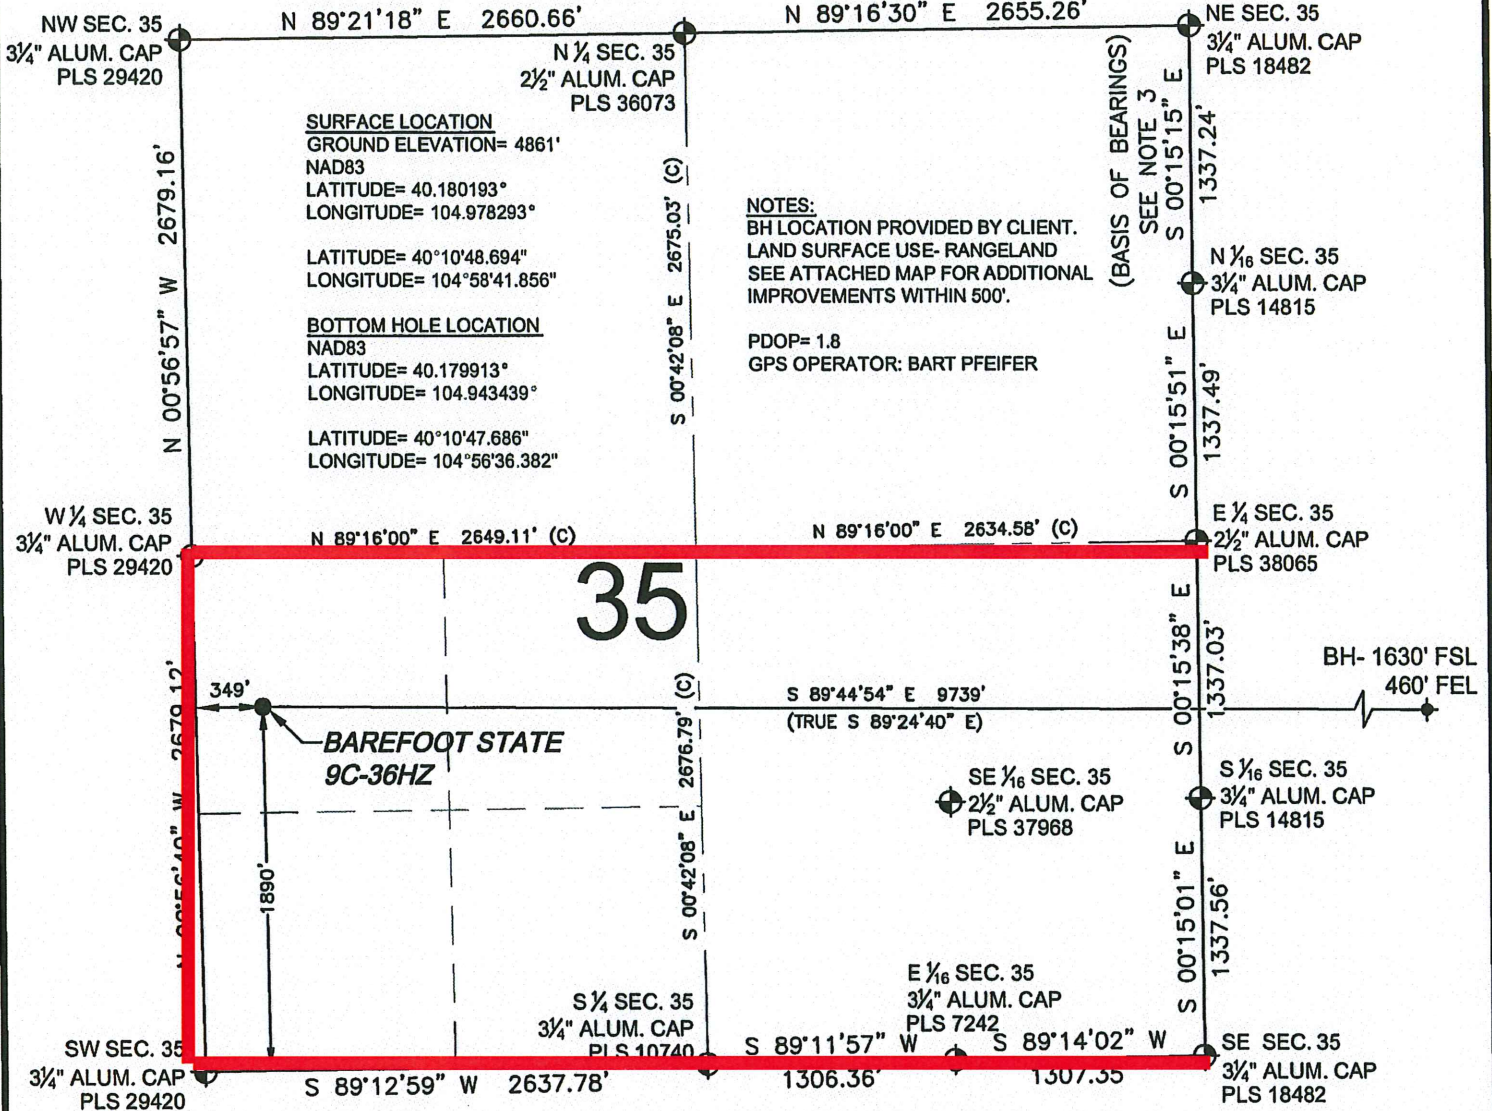 NW SEC. 35
3¼" ALUM. CAP
PLS 29420
N 89°21'18" E 2660.66'
N ¼ SEC. 35
2½" ALUM. CAP
PLS 36073
N 89°16'30" E 2655.26'
NE SEC. 35
3¼" ALUM. CAP
PLS 18482
(BASIS OF BEARINGS)
SEE NOTE 3
S 00°15'15" E
1337.24'
SURFACE LOCATION
GROUND ELEVATION= 4861'
NAD83
LATITUDE= 40.180193°
LONGITUDE= 104.978293°
LATITUDE= 40°10'48.694"
LONGITUDE= 104°58'41.856"
BOTTOM HOLE LOCATION
NAD83
LATITUDE= 40.179913°
LONGITUDE= 104.943439°
LATITUDE= 40°10'47.686"
LONGITUDE= 104°56'36.382"
N 00°56'57" W 2679.16'
S 00°42'08" E 2675.03' (C)
NOTES:
BH LOCATION PROVIDED BY CLIENT.
LAND SURFACE USE- RANGELAND
SEE ATTACHED MAP FOR ADDITIONAL
IMPROVEMENTS WITHIN 500'.
PDOP= 1.8
GPS OPERATOR: BART PFEIFER
N 1⁄16 SEC. 35
3¼" ALUM. CAP
PLS 14815
S 00°15'51" E
1337.49'
W ¼ SEC. 35
3¼" ALUM. CAP
PLS 29420
N 89°16'00" E 2649.11' (C)
N 89°16'00" E 2634.58' (C)
E ¼ SEC. 35
2½" ALUM. CAP
PLS 38065
35
S 00°15'38" E
1337.03'
BH- 1630' FSL
460' FEL
349'
2679.12'
S 89°44'54" E 9739'
(TRUE S 89°24'40" E)
BAREFOOT STATE
9C-36HZ
S 00°42'08" E 2676.79' (C)
SE 1⁄16 SEC. 35
2½" ALUM. CAP
PLS 37968
S 1⁄16 SEC. 35
3¼" ALUM. CAP
PLS 14815
1890'
S 00°15'01" E
1337.56'
S ¼ SEC. 35
3¼" ALUM. CAP
PLS 10740
E 1⁄16 SEC. 35
3¼" ALUM. CAP
PLS 7242
S 89°11'57" W
S 89°14'02" W
1306.36'
1307.35
SW SEC. 35
3¼" ALUM. CAP
PLS 29420
S 89°12'59" W 2637.78'
SE SEC. 35
3¼" ALUM. CAP
PLS 18482